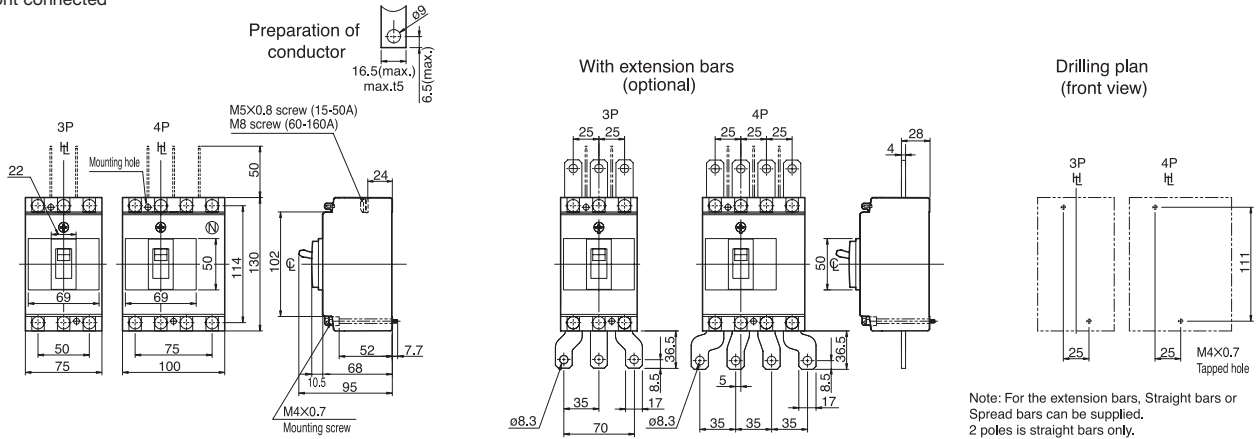 nt connected
Preparation of
conductor
ø9
16.5(max.)
max.t5
6.5(max.)
M5×0.8 screw (15-50A)
M8 screw (60-160A)
3P
4P
22
Mounting hole
50
24
N
102
50
114
130
69
69
50
75
75
100
52
7.7
10.5
68
95
M4×0.7
Mounting screw
With extension bars
(optional)
3P
4P
25
25
25
25
25
4
28
50
36.5
8.5
17
ø8.3
35
70
5
36.5
8.5
17
ø8.3
35
35
35
Drilling plan
(front view)
3P
4P
111
25
25
M4×0.7
Tapped hole
Note: For the extension bars, Straight bars or
Spread bars can be supplied.
2 poles is straight bars only.